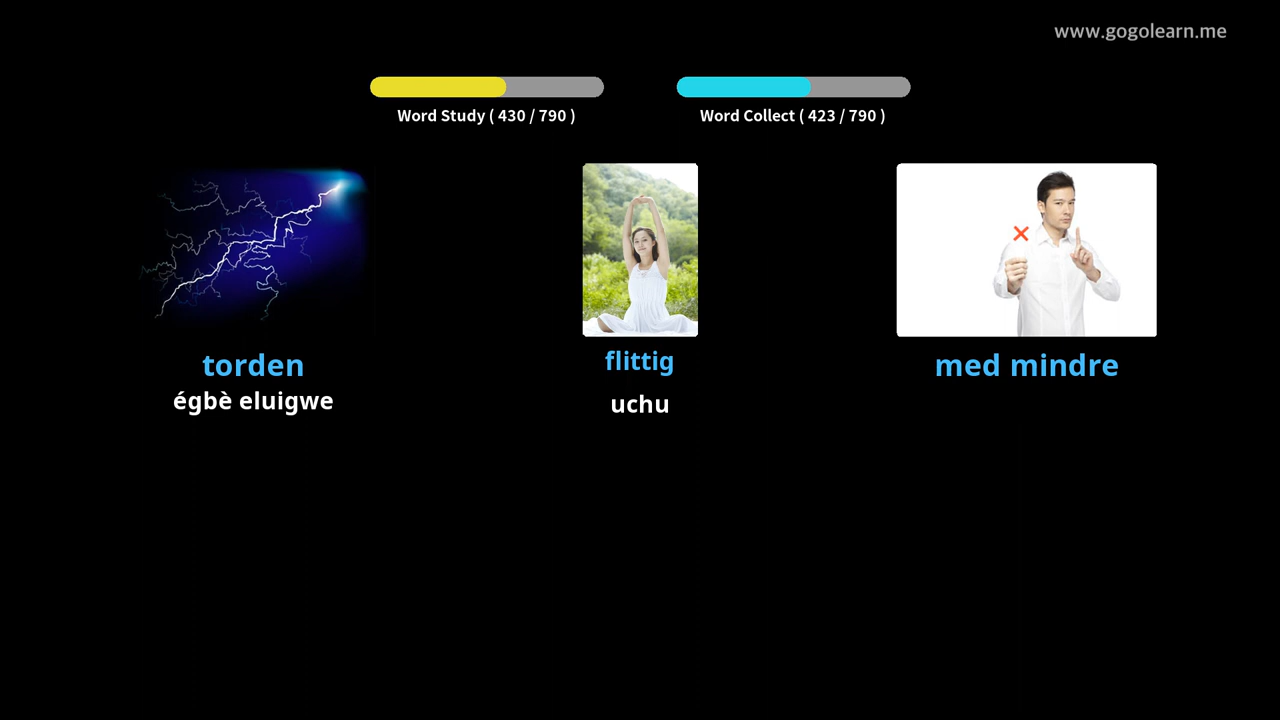 www.gogolearn.me
Word Study ( 430 / 790 )
Word Collect ( 423 / 790 )
torden
égbè eluigwe
flittig
uchu
med mindre